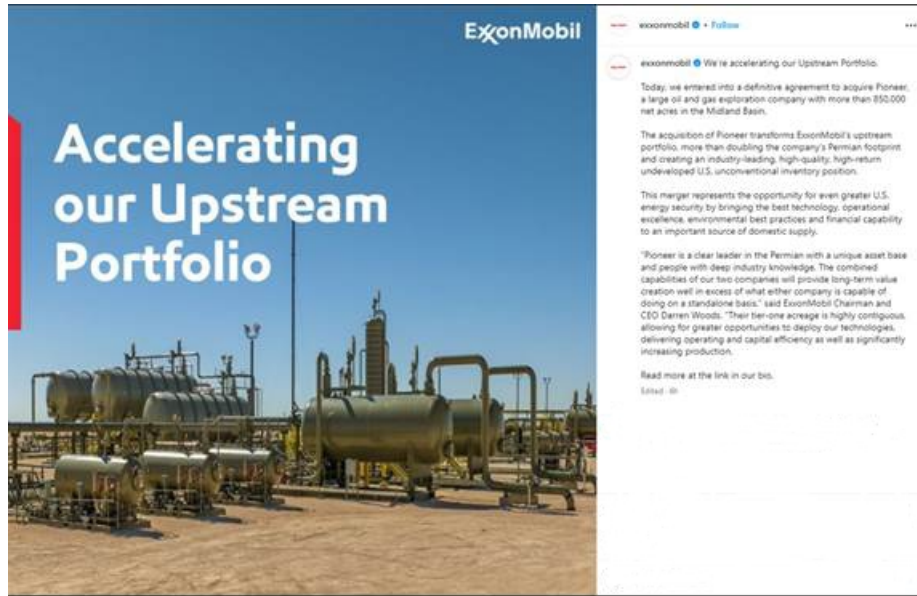 ExxonMobil
Accelerating
our Upstream
Portfolio
exxonmobil • Follow
exxonmobil We're accelerating our Upstream Portfolio.
Today, we entered into a definitive agreement to acquire Pioneer,
a large oil and gas exploration company with more than 850,000
net acres in the Midland Basin.
The acquisition of Pioneer transforms ExxonMobil's upstream
portfolio, more than doubling the company's Permian footprint
and creating an industry-leading, high-quality, high-return
undeveloped U.S. unconventional inventory position.
This merger represents the opportunity for even greater U.S.
energy security by bringing the best technology, operational
excellence, environmental best practices and financial capability
to an important source of domestic supply.
"Pioneer is a clear leader in the Permian with a unique asset base
and people with deep industry knowledge. The combined
capabilities of our two companies will provide long-term value
creation well in excess of what either company is capable of
doing on a standalone basis," said ExxonMobil Chairman and
CEO Darren Woods. "Their tier-one acreage is highly contiguous,
allowing for greater opportunities to deploy our technologies,
delivering operating and capital efficiency as well as significantly
increasing production.
Read more at the link in our bio.
Edited ·